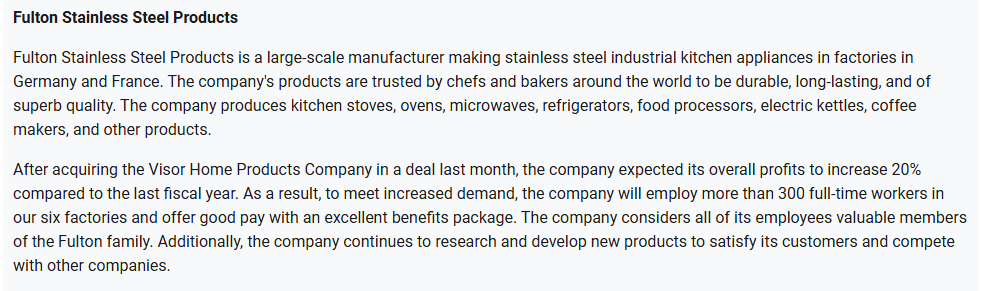 Fulton Stainless Steel Products
Fulton Stainless Steel Products is a large-scale manufacturer making stainless steel industrial kitchen appliances in factories in
Germany and France. The company's products are trusted by chefs and bakers around the world to be durable, long-lasting, and of
superb quality. The company produces kitchen stoves, ovens, microwaves, refrigerators, food processors, electric kettles, coffee
makers, and other products.
After acquiring the Visor Home Products Company in a deal last month, the company expected its overall profits to increase 20%
compared to the last fiscal year. As a result, to meet increased demand, the company will employ more than 300 full-time workers in
our six factories and offer good pay with an excellent benefits package. The company considers all of its employees valuable members
of the Fulton family. Additionally, the company continues to research and develop new products to satisfy its customers and compete
with other companies.